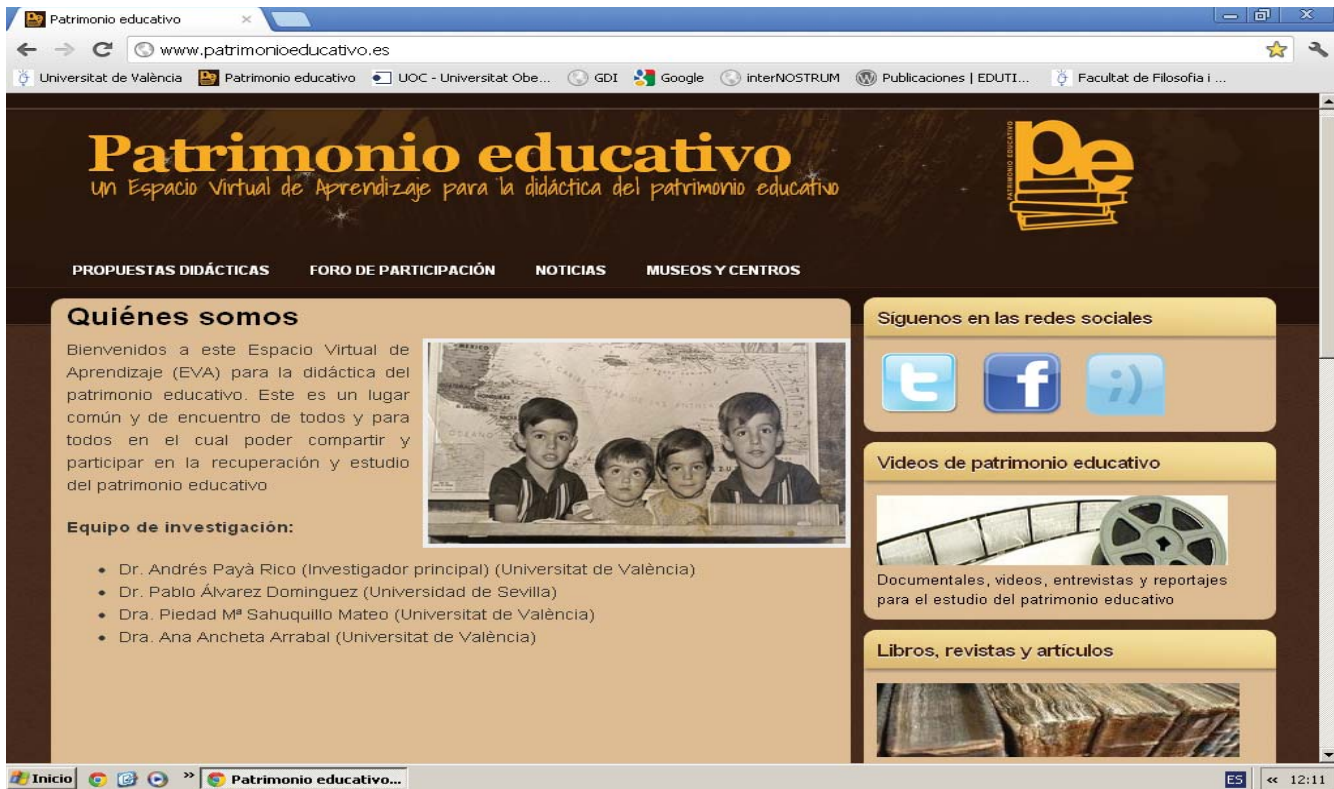 Patrimonio educativo
www.patrimonioeducativo.es
Universitat de València Patrimonio educativo UOC - Universitat Obe... GDI Google interNOSTRUM Publicaciones | EDUTI... Facultat de Filosofia i ...
Patrimonio educativo
un Espacio Virtual de Aprendizaje para la didáctica del patrimonio educativo
PATRIMONIO EDUCATIVO
pe
PROPUESTAS DIDÁCTICAS FORO DE PARTICIPACIÓN NOTICIAS MUSEOS Y CENTROS
Quiénes somos
Bienvenidos a este Espacio Virtual de
Aprendizaje (EVA) para la didáctica del
patrimonio educativo. Este es un lugar
común y de encuentro de todos y para
todos en el cual poder compartir y
participar en la recuperación y estudio
del patrimonio educativo
MEXICO
HONDURAS
OCEANO
Equipo de investigación:
Dr. Andrés Payà Rico (Investigador principal) (Universitat de València)
Dr. Pablo Álvarez Domínguez (Universidad de Sevilla)
Dra. Piedad Mª Sahuquillo Mateo (Universitat de València)
Dra. Ana Ancheta Arrabal (Universitat de València)
Síguenos en las redes sociales
t f ;)
Videos de patrimonio educativo
Documentales, videos, entrevistas y reportajes
para el estudio del patrimonio educativo
Libros, revistas y artículos
Inicio » Patrimonio educativo... ES « 12:11